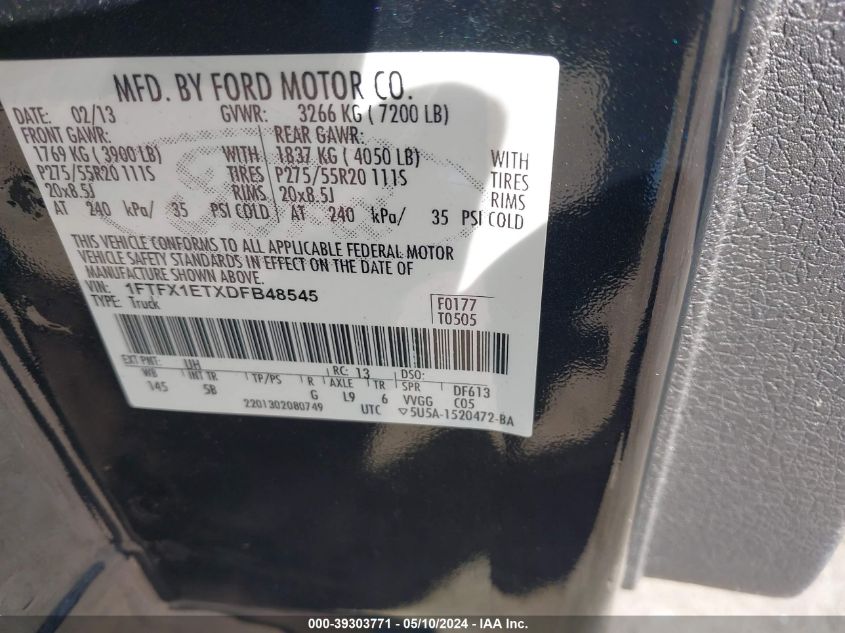 MFD. BY FORD MOTOR CO.
DATE: 02/13 GVWR: 3266 KG ( 7200 LB)
FRONT GAWR: REAR GAWR:
1769 KG ( 3900 LB) WITH 1837 KG ( 4050 LB) WITH
P275/55R20 111S TIRES P275/55R20 111S TIRES
20x8.5J RIMS 20x8.5J RIMS
AT 240 kPa/ 35 PSI COLD AT 240 kPa/ 35 PSI COLD
THIS VEHICLE CONFORMS TO ALL APPLICABLE FEDERAL MOTOR
VEHICLE SAFETY STANDARDS IN EFFECT ON THE DATE OF
MANUFACTURE SHOWN ABOVE.
VIN: 1FTFX1ETXDFB48545 F0177
TYPE: Truck T0505
EXT PNT: UH RC: 13 DSO:
WB INT TR TP/PS R AXLE TR SPR DF613
145 5B G L9 6 VVGG C05
2201302080749 UTC ▽5U5A-1520472-BA
000-39303771 - 05/10/2024 - IAA Inc.